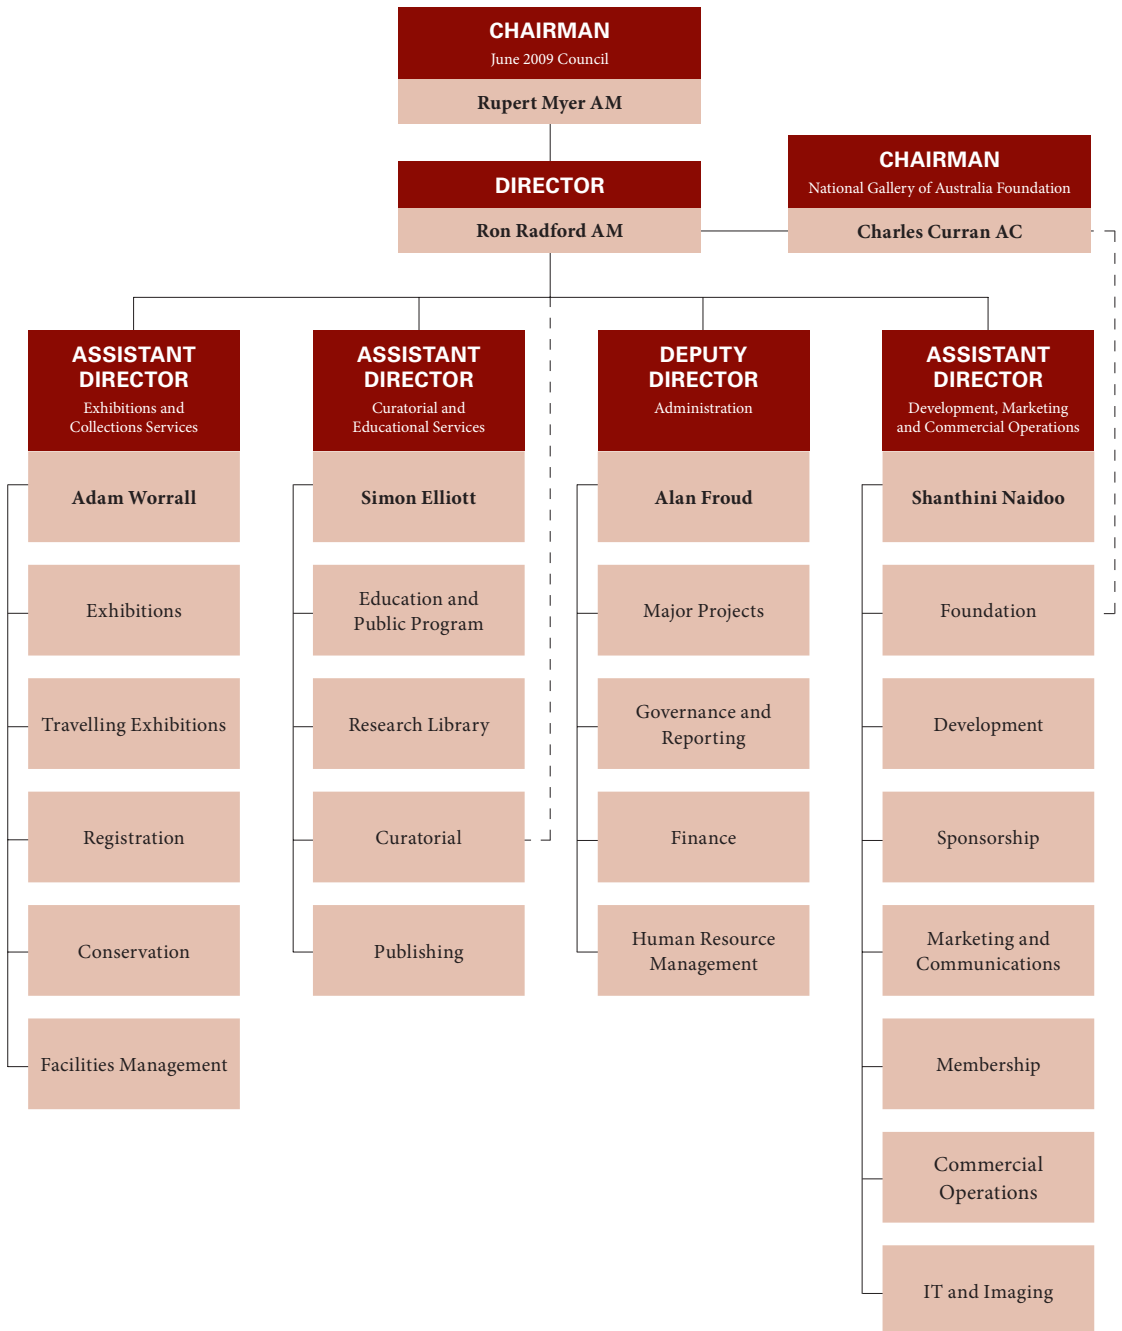 CHAIRMAN
June 2009 Council
Rupert Myer AM
DIRECTOR
Ron Radford AM
CHAIRMAN
National Gallery of Australia Foundation
Charles Curran AC
ASSISTANT
DIRECTOR
Exhibitions and
Collections Services
Adam Worrall
Exhibitions
Travelling Exhibitions
Registration
Conservation
Facilities Management
ASSISTANT
DIRECTOR
Curatorial and
Educational Services
Simon Elliott
Education and
Public Program
Research Library
Curatorial
Publishing
DEPUTY
DIRECTOR
Administration
Alan Froud
Major Projects
Governance and
Reporting
Finance
Human Resource
Management
ASSISTANT
DIRECTOR
Development, Marketing
and Commercial Operations
Shanthini Naidoo
Foundation
Development
Sponsorship
Marketing and
Communications
Membership
Commercial
Operations
IT and Imaging